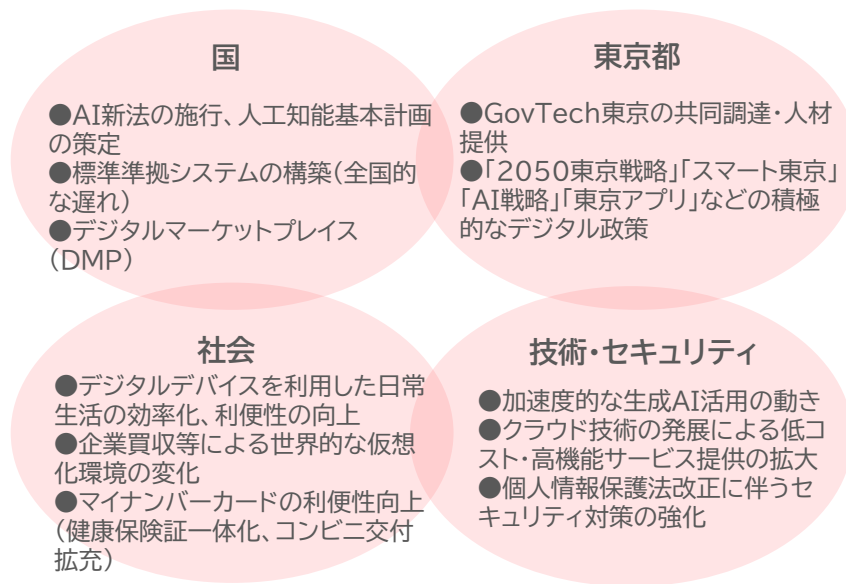 国
●AI新法の施行、人工知能基本計画
の策定
●標準準拠システムの構築（全国的
な遅れ）
●デジタルマーケットプレイス
（DMP）
東京都
●GovTech東京の共同調達・人材
提供
●「2050東京戦略」「スマート東京」
「AI戦略」「東京アプリ」などの積極
的なデジタル政策
社会
●デジタルデバイスを利用した日常
生活の効率化、利便性の向上
●企業買収等による世界的な仮想
化環境の変化
●マイナンバーカードの利便性向上
（健康保険証一体化、コンビニ交付
拡充）
技術・セキュリティ
●加速度的な生成AI活用の動き
●クラウド技術の発展による低コ
スト・高機能サービス提供の拡大
●個人情報保護法改正に伴うセ
キュリティ対策の強化